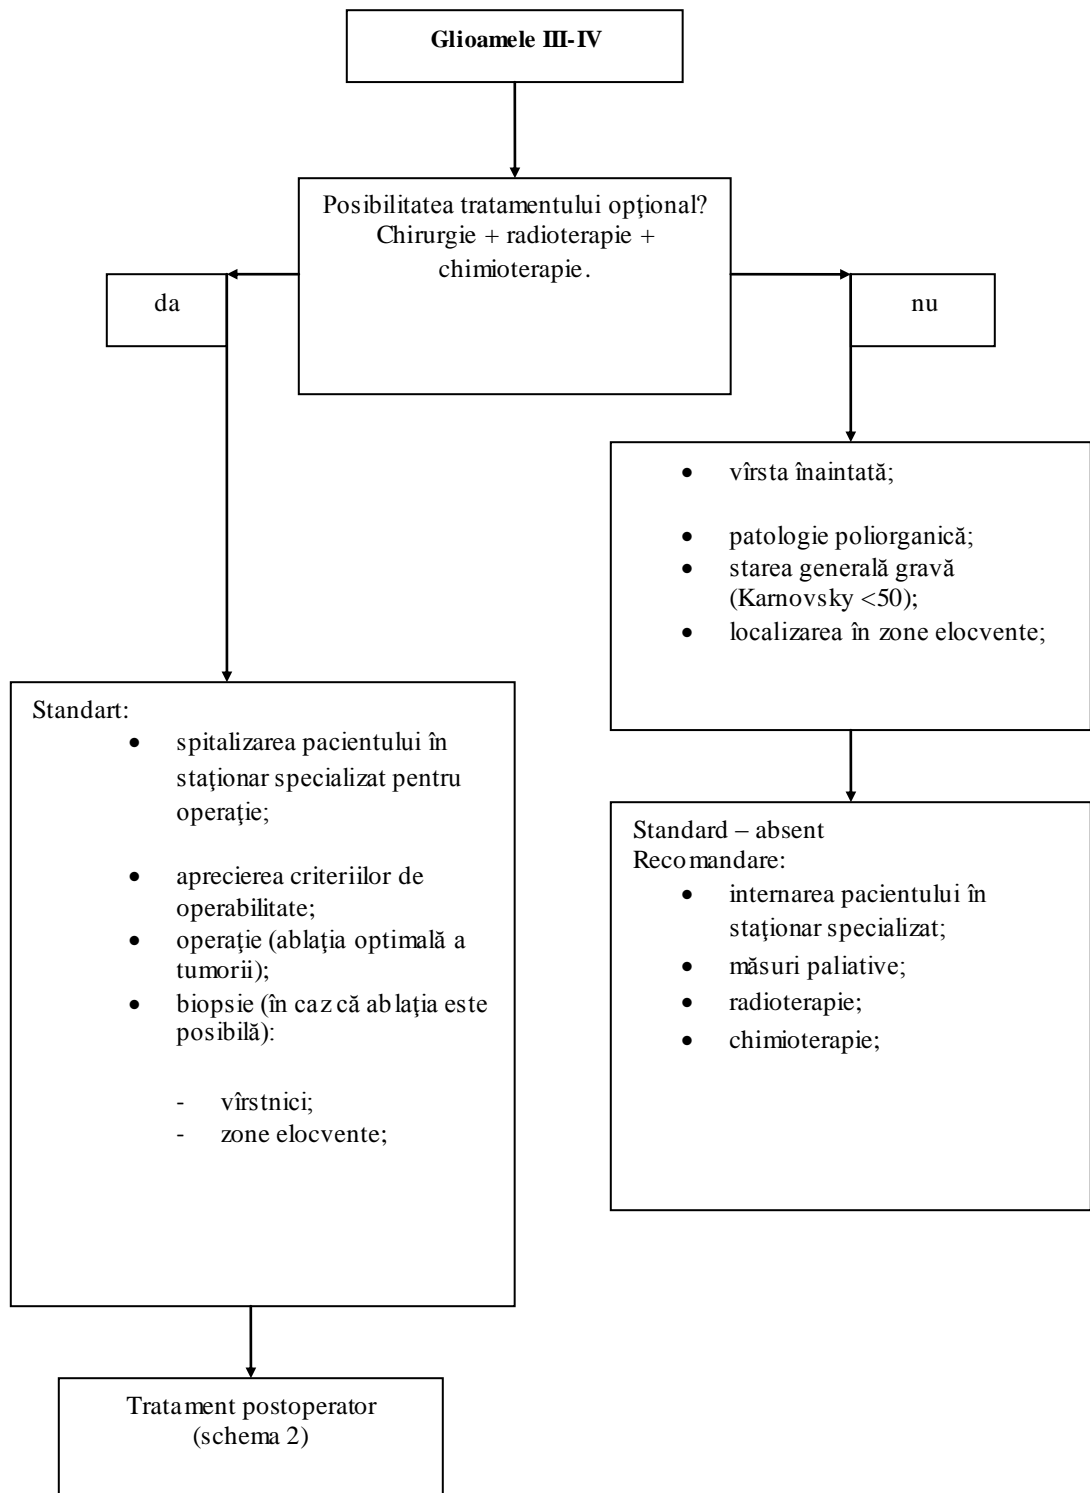 Glioamele III-IV
Posibilitatea tratamentului opţional?
Chirurgie + radioterapie +
chimioterapie.
da
nu
• vîrsta înaintată;
• patologie poliorganică;
• starea generală gravă
(Karnovsky <50);
• localizarea în zone elocvente;
Standart:
• spitalizarea pacientului în
staţionar specializat pentru
operaţie;
• aprecierea criteriilor de
operabilitate;
• operaţie (ablaţia optimală a
tumorii);
• biopsie (în caz că ablaţia este
posibilă):
- vîrstnici;
- zone elocvente;
Standard – absent
Recomandare:
• internarea pacientului în
staţionar specializat;
• măsuri paliative;
• radioterapie;
• chimioterapie;
Tratament postoperator
(schema 2)